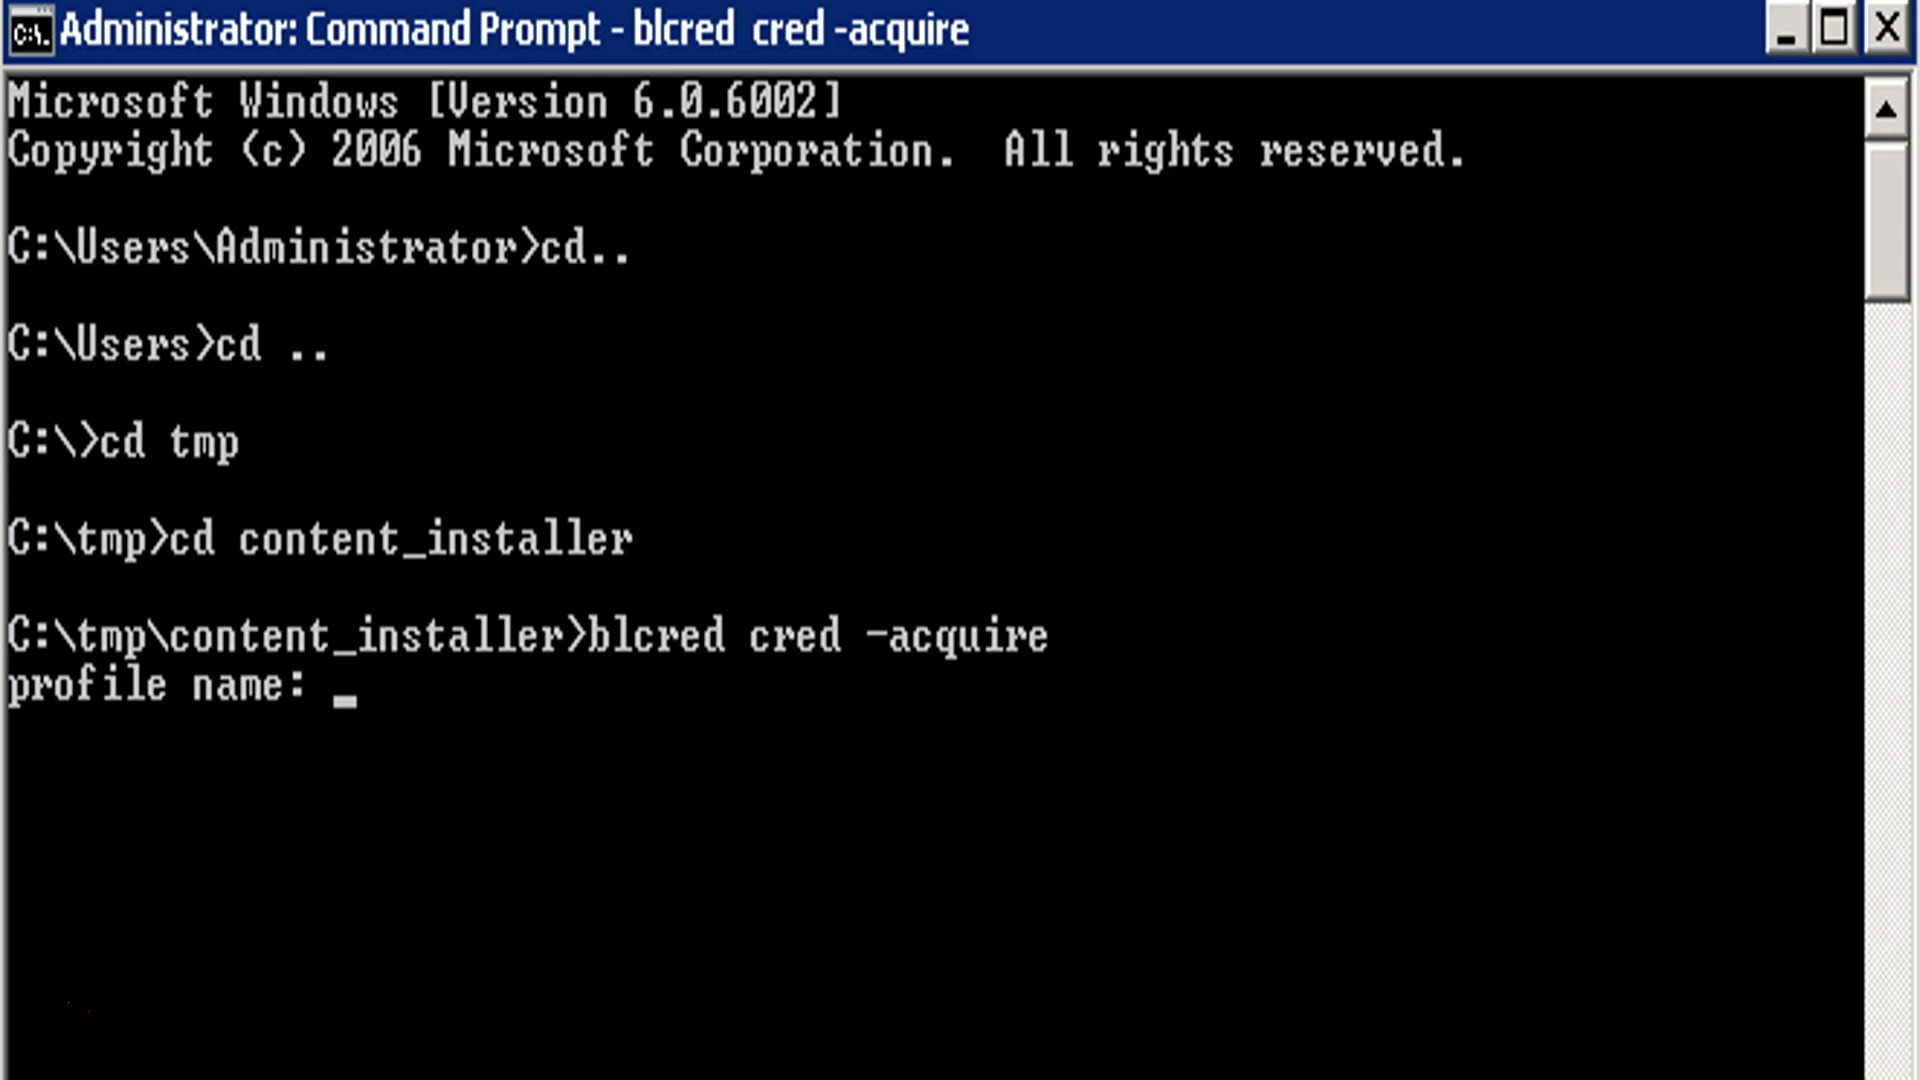 Administrator: Command Prompt - blcred  cred -acquire
Microsoft Windows [Version 6.0.6002]
Copyright (c) 2006 Microsoft Corporation.  All rights reserved.
C:\Users\Administrator>cd..
C:\Users>cd ..
C:\>cd tmp
C:\tmp>cd content_installer
C:\tmp\content_installer>blcred cred -acquire
profile name: _